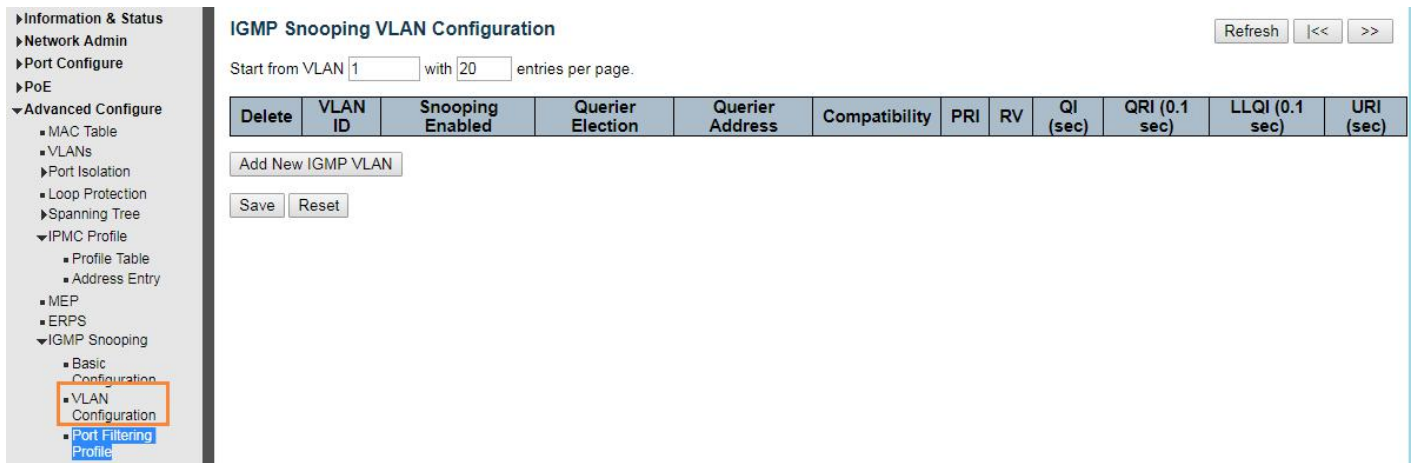 Information & Status
Network Admin
Port Configure
PoE
Advanced Configure
MAC Table
VLANs
Port Isolation
Loop Protection
Spanning Tree
IPMC Profile
Profile Table
Address Entry
MEP
ERPS
IGMP Snooping
Basic
Configuration
VLAN
Configuration
Port Filtering
Profile
IGMP Snooping VLAN Configuration
Refresh |<< >>
Start from VLAN 1 with 20 entries per page.
Delete VLAN ID Snooping Enabled Querier Election Querier Address Compatibility PRI RV QI (sec) QRI (0.1 sec) LLQI (0.1 sec) URI (sec)
Add New IGMP VLAN
Save Reset